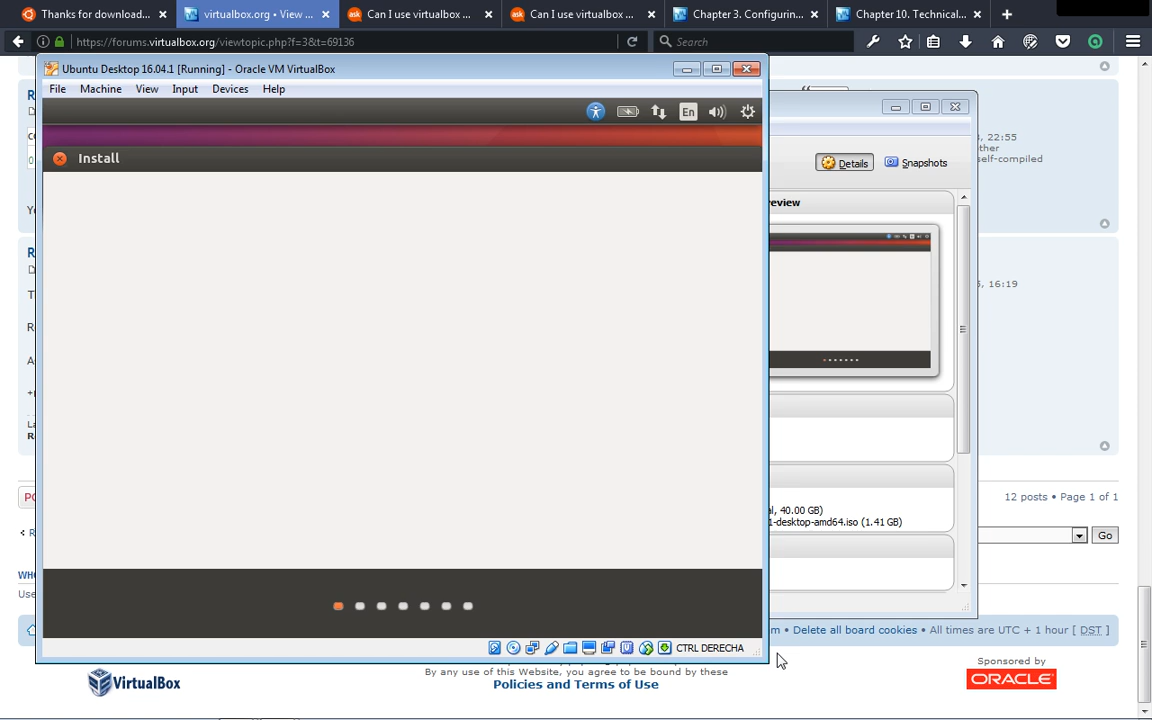 Thanks for download...
virtualbox.org • View ...
Can I use virtualbox ...
Can I use virtualbox ...
Chapter 3. Configurin...
Chapter 10. Technical...
https://forums.virtualbox.org/viewtopic.php?f=3&t=69136
Search
Ubuntu Desktop 16.04.1 [Running] - Oracle VM VirtualBox
File Machine View Input Devices Help
En
Install
Details
Snapshots
review
22:55
other
self-compiled
, 16:19
al, 40.00 GB)
1-desktop-amd64.iso (1.41 GB)
12 posts • Page 1 of 1
Go
WHO
Use
m • Delete all board cookies • All times are UTC + 1 hour [ DST ]
CTRL DERECHA
VirtualBox
By any use of this Website, you agree to be bound by these
Policies and Terms of Use
Sponsored by
ORACLE